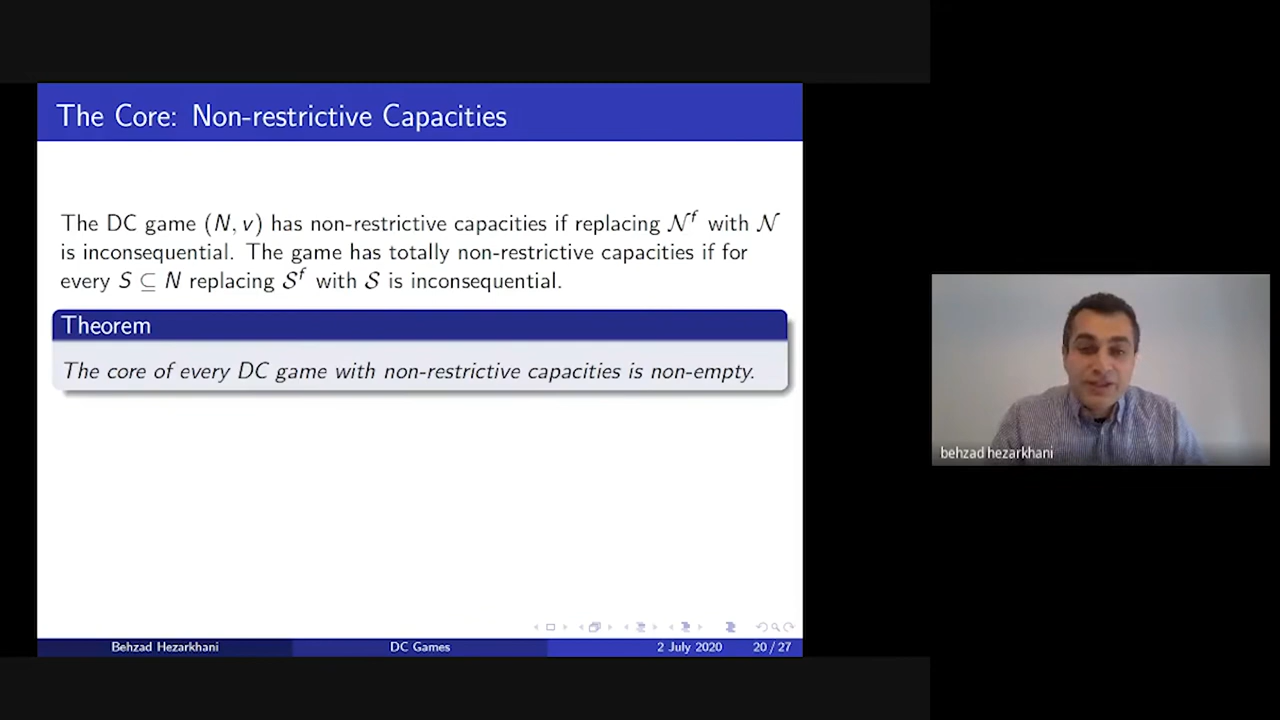 The Core: Non-restrictive Capacities
The DC game (N, v) has non-restrictive capacities if replacing 𝒩^f with 𝒩
is inconsequential. The game has totally non-restrictive capacities if for
every S ⊆ N replacing 𝒮^f with 𝒮 is inconsequential.
Theorem
The core of every DC game with non-restrictive capacities is non-empty.
behzad hezarkhani
Behzad Hezarkhani DC Games 2 July 2020 20 / 27